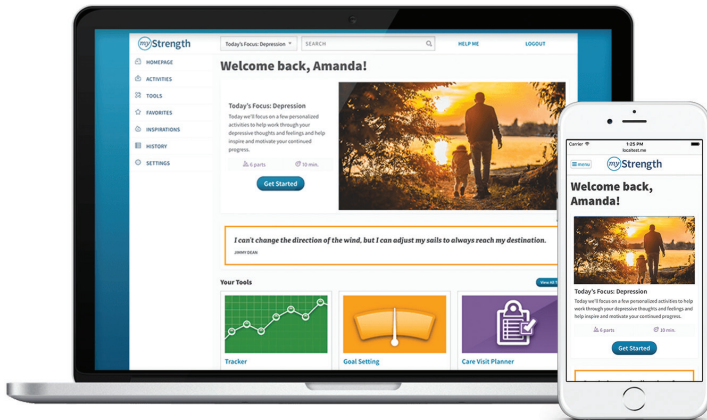 myStrength
Today's Focus: Depression
SEARCH
HELP ME
LOGOUT
HOMEPAGE
ACTIVITIES
TOOLS
FAVORITES
INSPIRATIONS
HISTORY
SETTINGS
Welcome back, Amanda!
Today's Focus: Depression
Today we'll focus on a few personalized
activities to help work through your
depressive thoughts and feelings and help
inspire and motivate your continued
progress.
6 parts
10 min.
Get Started
I can't change the direction of the wind, but I can adjust my sails to always reach my destination.
JIMMY DEAN
Your Tools
View All
Tracker
Goal Setting
Care Visit Planner
Carrier
1:25 PM
localtest.me
menu
myStrength
Welcome back,
Amanda!
Today's Focus: Depression
Today we'll focus on a few personalized activities to help
work through your depressive thoughts and feelings and
help inspire and motivate your continued progress.
6 parts
10 min.
Get Started